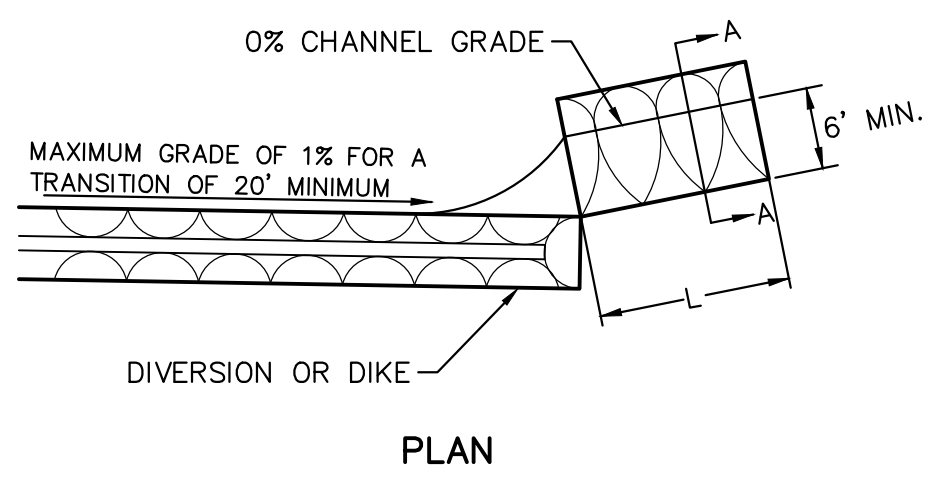 0% CHANNEL GRADE
A
6' MIN.
MAXIMUM GRADE OF 1% FOR A
TRANSITION OF 20' MINIMUM
A
L
DIVERSION OR DIKE
PLAN